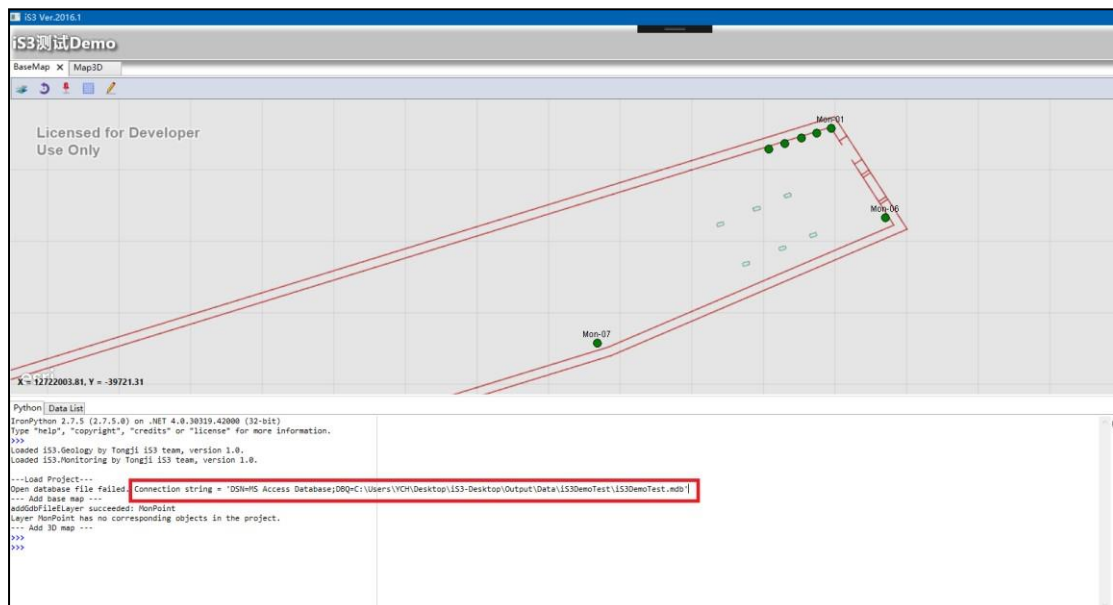 iS3 Ver.2016.1
iS3测试Demo
BaseMap X Map3D
Licensed for Developer
Use Only
Mon-01
Mon-06
Mon-07
esri
X = 12722003.81, Y = -39721.31
Python Data List
IronPython 2.7.5 (2.7.5.0) on .NET 4.0.30319.42000 (32-bit)
Type "help", "copyright", "credits" or "license" for more information.
>>>
Loaded iS3.Geology by Tongji iS3 team, version 1.0.
Loaded iS3.Monitoring by Tongji iS3 team, version 1.0.
---Load Project---
Open database file failed. Connection string = 'DSN=MS Access Database;DBQ=C:\Users\YCH\Desktop\iS3-Desktop\Output\Data\iS3DemoTest\iS3DemoTest.mdb'
--- Add base map ---
addGdbFileELayer succeeded: MonPoint
Layer MonPoint has no corresponding objects in the project.
--- Add 3D map ---
>>>
>>>